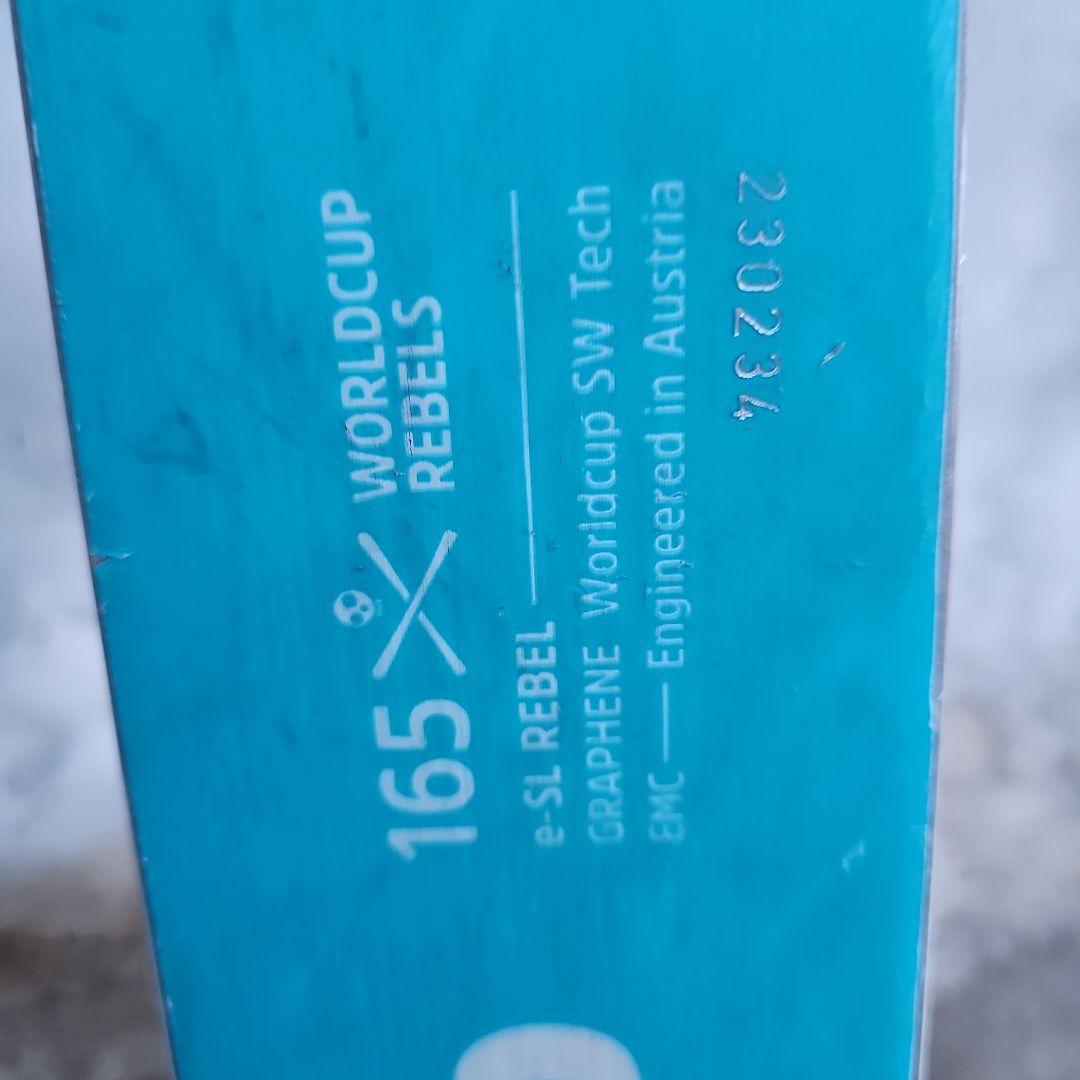 165 WORLDCUP
REBELS
e-SL REBEL
GRAPHENE Worldcup SW Tech
EMC — Engineered in Austria
230234